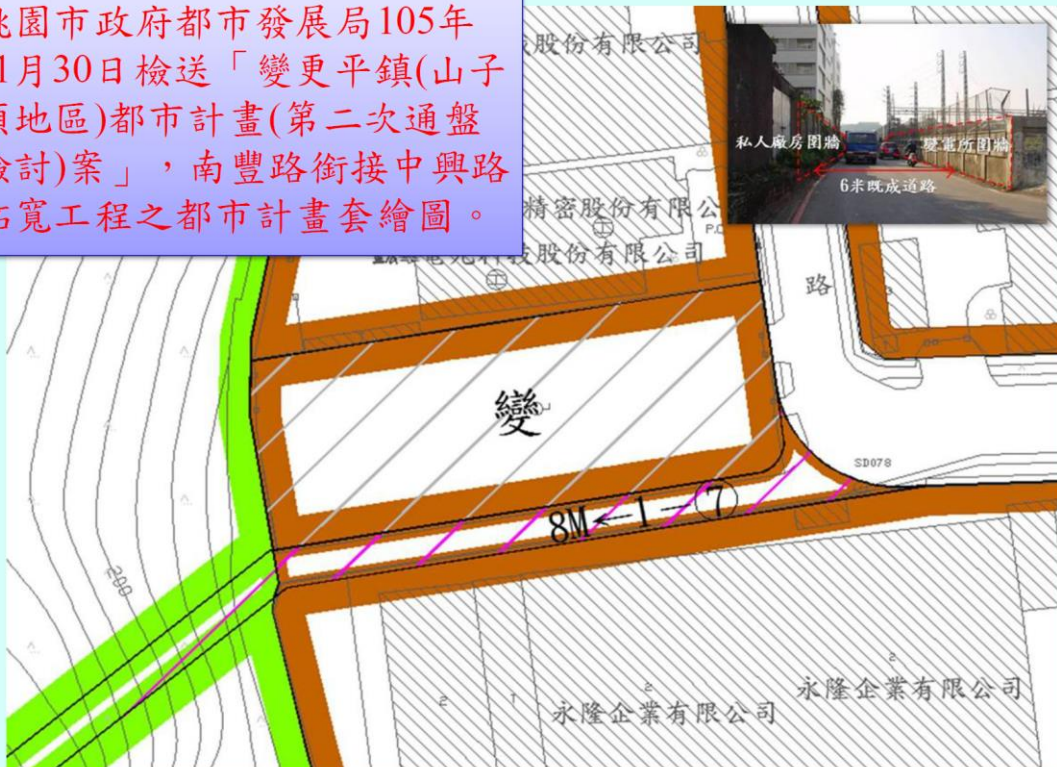 桃園市政府都市發展局105年
1月30日檢送「變更平鎮(山子
頂地區)都市計畫(第二次通盤
檢討)案」，南豐路銜接中興路
拓寬工程之都市計畫套繪圖。
股份有限公司
私人廠房圍牆
變電所圍牆
6米既成道路
精密股份有限公
股份有限公司
路
變
SD078
8M←1—⑦
200
永隆企業有限公司
永隆企業有限公司